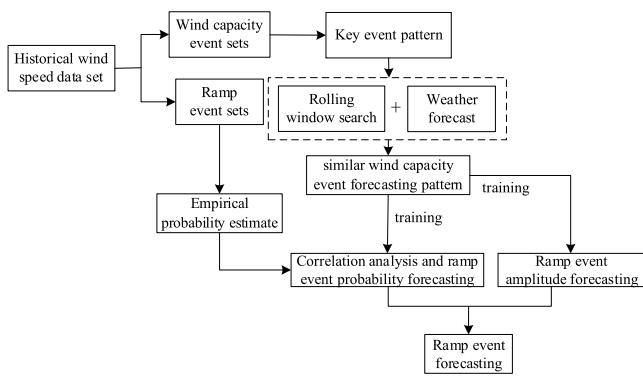 Wind capacity
event sets
Key event pattern
Historical wind
speed data set
Ramp
event sets
Rolling
window search
+
Weather
forecast
similar wind capacity
event forecasting pattern
training
training
Empirical
probability estimate
Correlation analysis and ramp
event probability forecasting
Ramp event
amplitude forecasting
Ramp event
forecasting